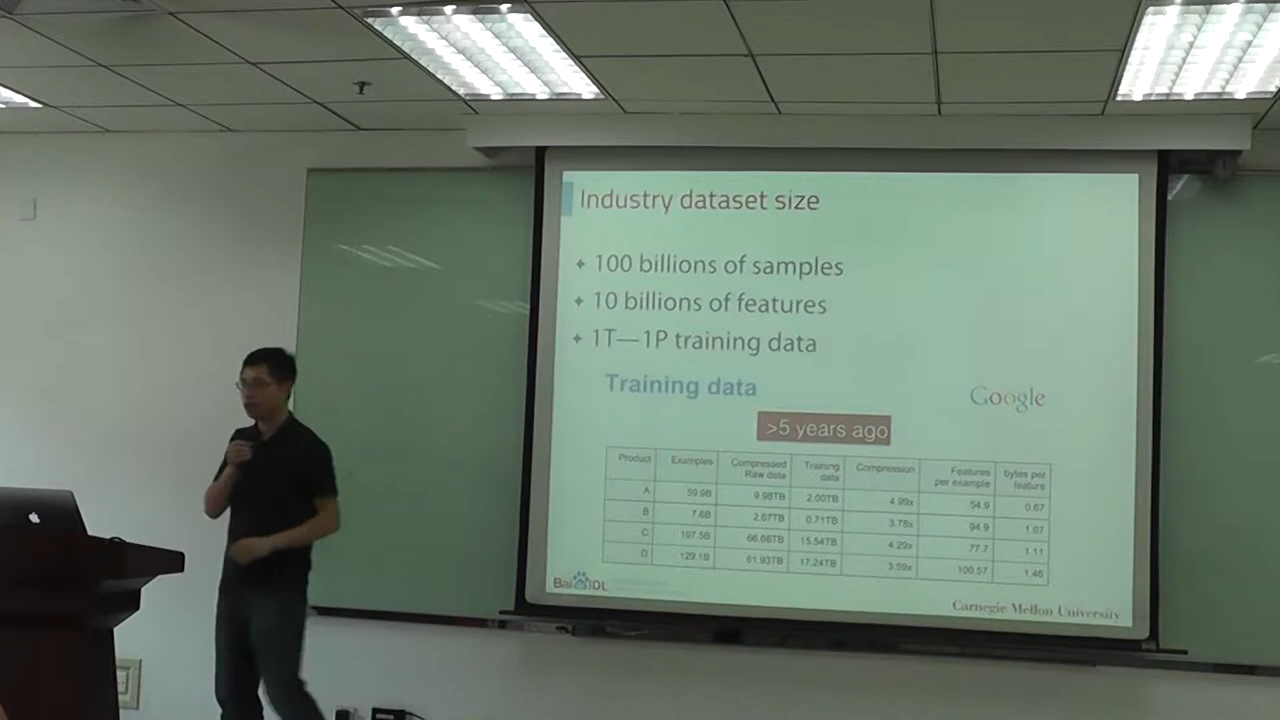 Industry dataset size
✦ 100 billions of samples
✦ 10 billions of features
✦ 1T—1P training data
Training data
Google
>5 years ago
Product Examples Compressed Raw data Training data Compression Features per example bytes per feature
A 59.9B 9.98TB 2.00TB 4.99x 54.9 0.67
B 7.6B 2.67TB 0.71TB 3.78x 94.9 1.07
C 197.5B 66.66TB 15.54TB 4.29x 77.7 1.11
D 129.1B 61.93TB 17.24TB 3.59x 100.57 1.46
Bai IDL
Carnegie Mellon University